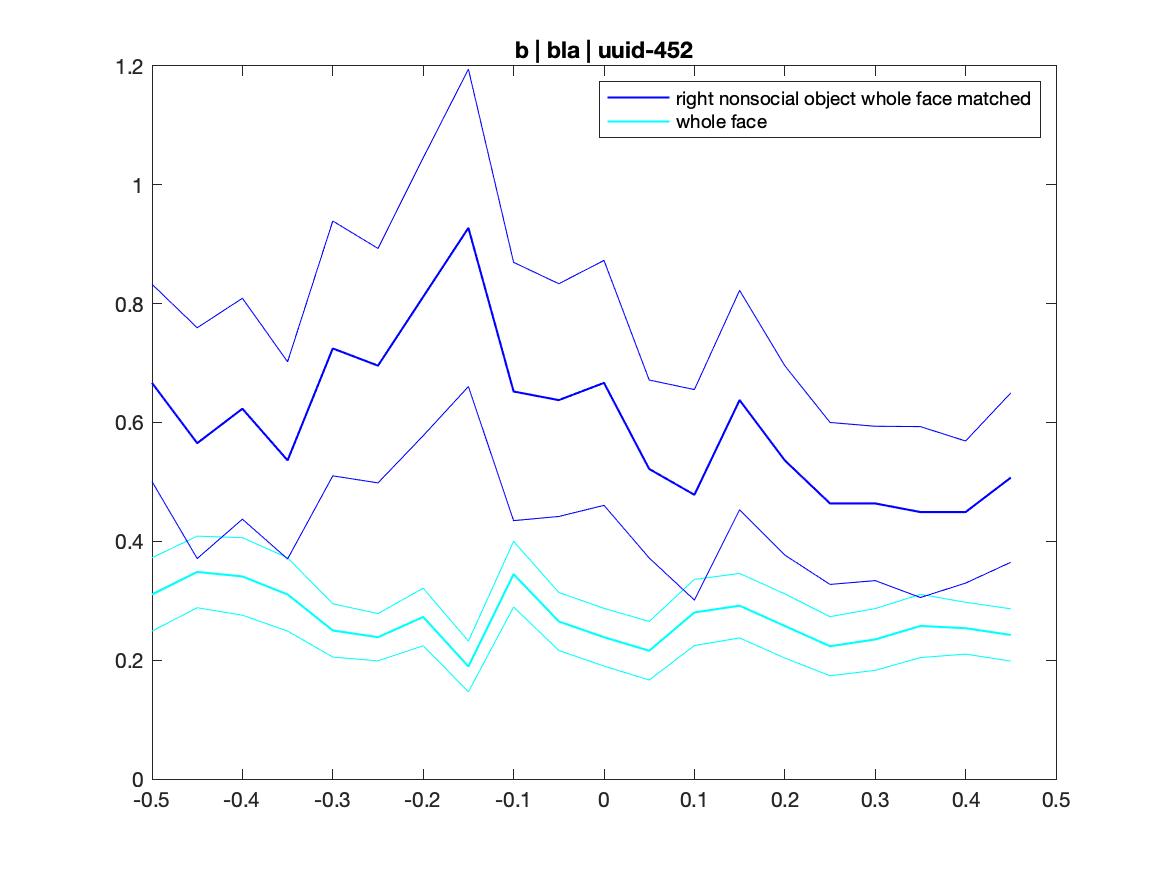 b | bla | uuid-452
right nonsocial object whole face matched
whole face
1.2
1
0.8
0.6
0.4
0.2
0
-0.5 -0.4 -0.3 -0.2 -0.1 0 0.1 0.2 0.3 0.4 0.5